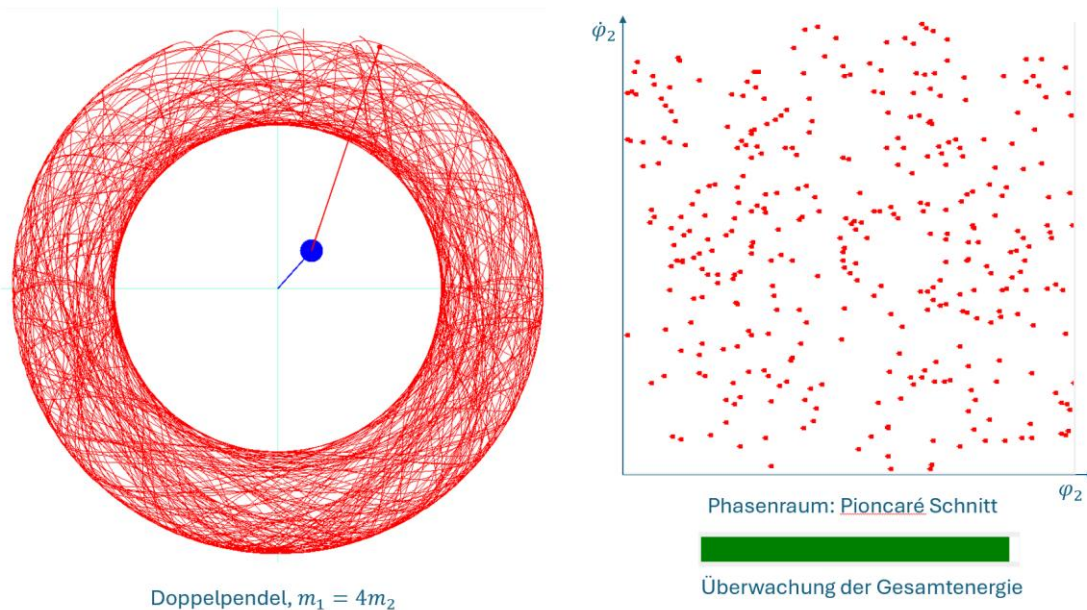 Doppelpendel, 𝑚₁ = 4𝑚₂
φ̇₂
φ₂
Phasenraum: Pioncaré Schnitt
Überwachung der Gesamtenergie